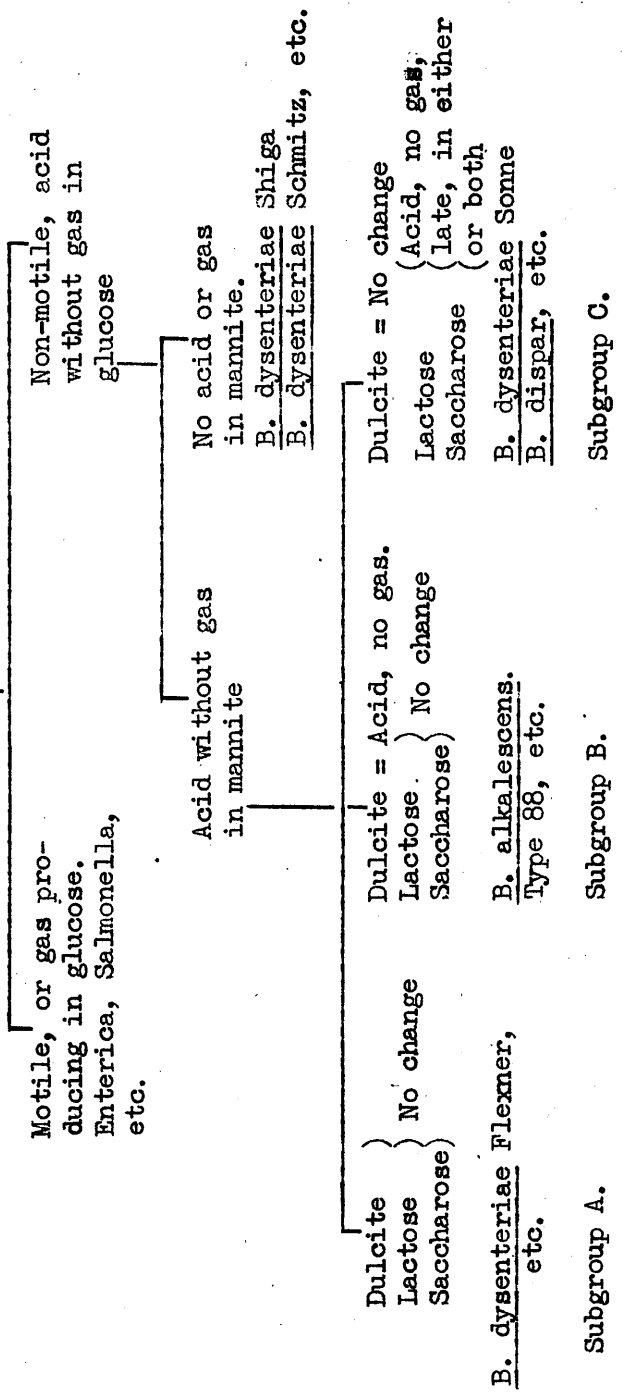 Motile, or gas pro-
ducing in glucose.
Enterica, Salmonella,
etc.
Non-motile, acid
without gas in
glucose
Acid without gas
in mannite
No acid or gas
in mannite.
B. dysenteriae Shiga
B. dysenteriae Schmitz, etc.
Dulcite )
Lactose ) No change
Saccharose)
B. dysenteriae Flexner,
etc.
Subgroup A.
Dulcite = Acid, no gas.
Lactose. ) No change
Saccharose)
B. alkalescens.
Type 88, etc.
Subgroup B.
Dulcite = No change
Lactose (Acid, no gas,
Saccharose (late, in either
(or both
B. dysenteriae Sonne
B. dispar, etc.
Subgroup C.